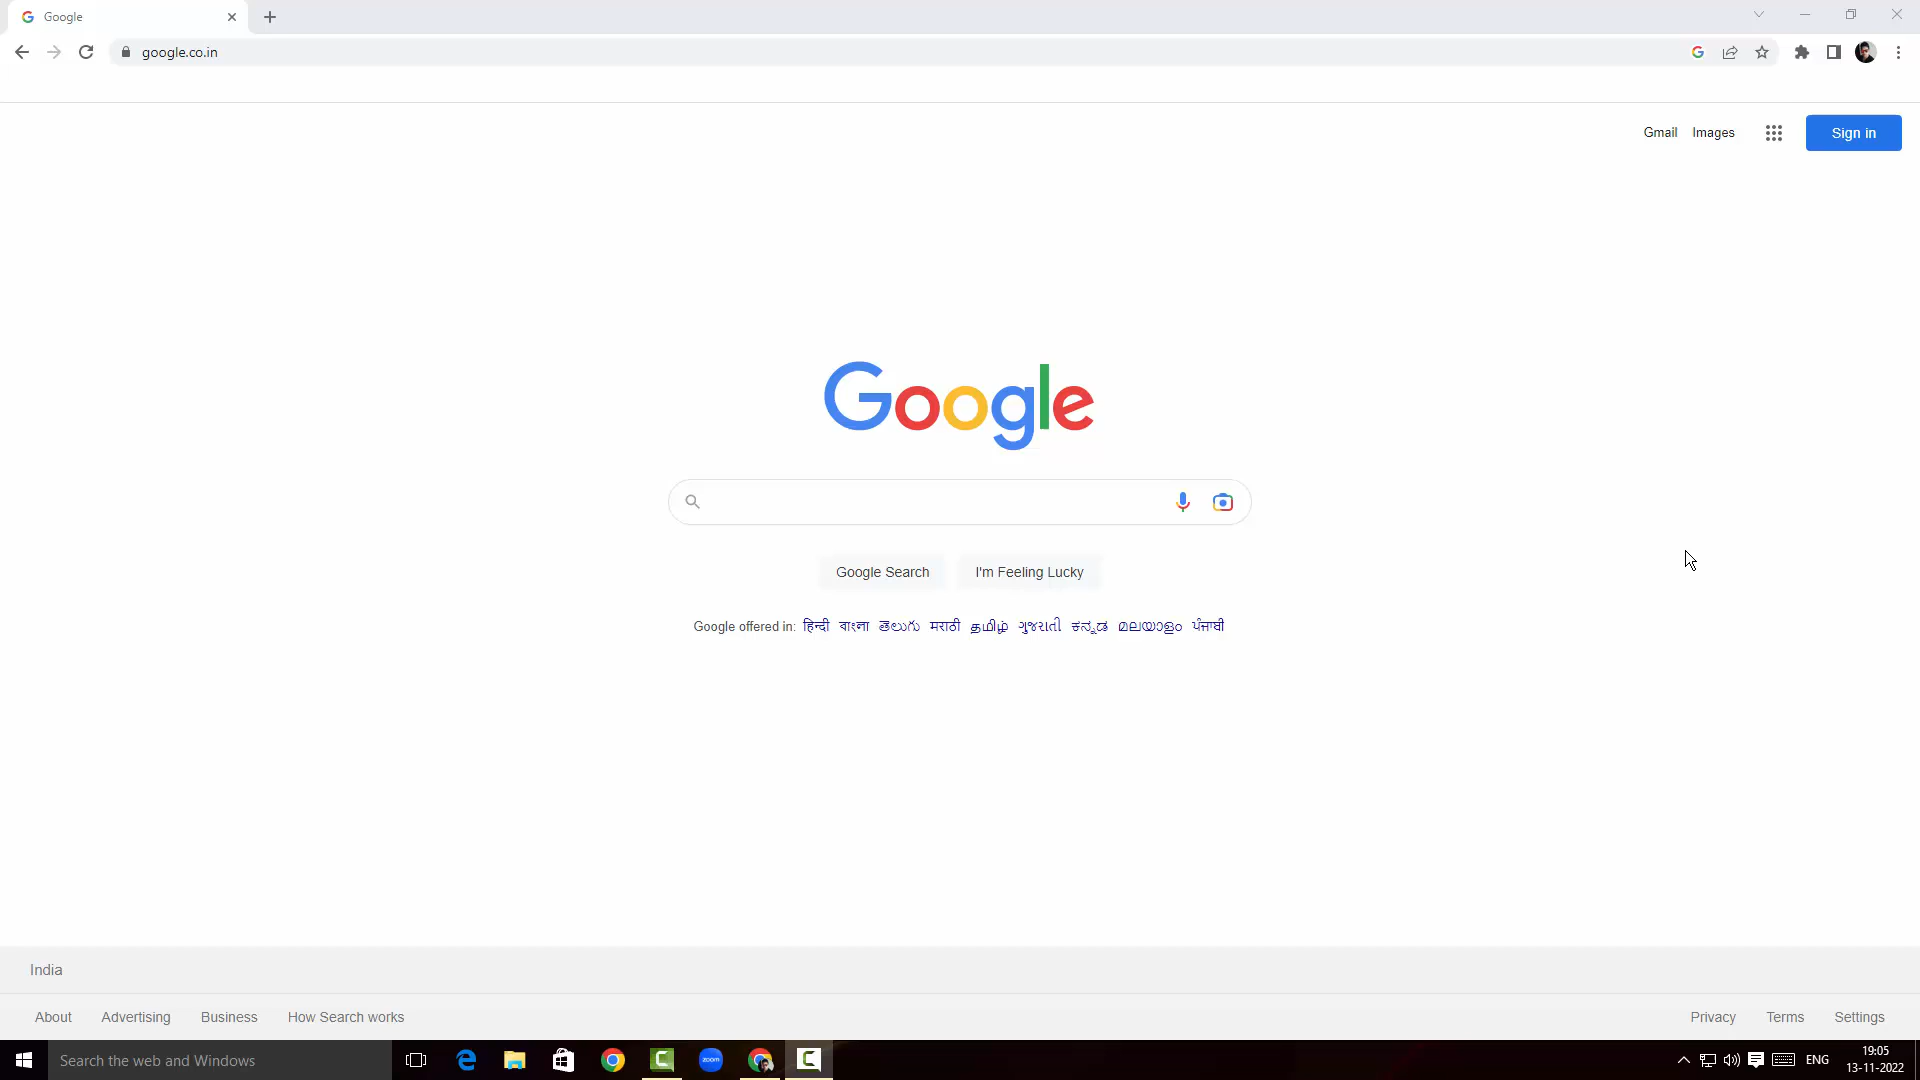 Google
google.co.in
Gmail Images Sign in
Google
Google Search I'm Feeling Lucky
Google offered in: हिन्दी বাংলা తెలుగు मराठी தமிழ் ગુજરાતી ಕನ್ನಡ മലയാളം ਪੰਜਾਬੀ
India
About Advertising Business How Search works Privacy Terms Settings
Search the web and Windows zoom ENG 19:05
13-11-2022